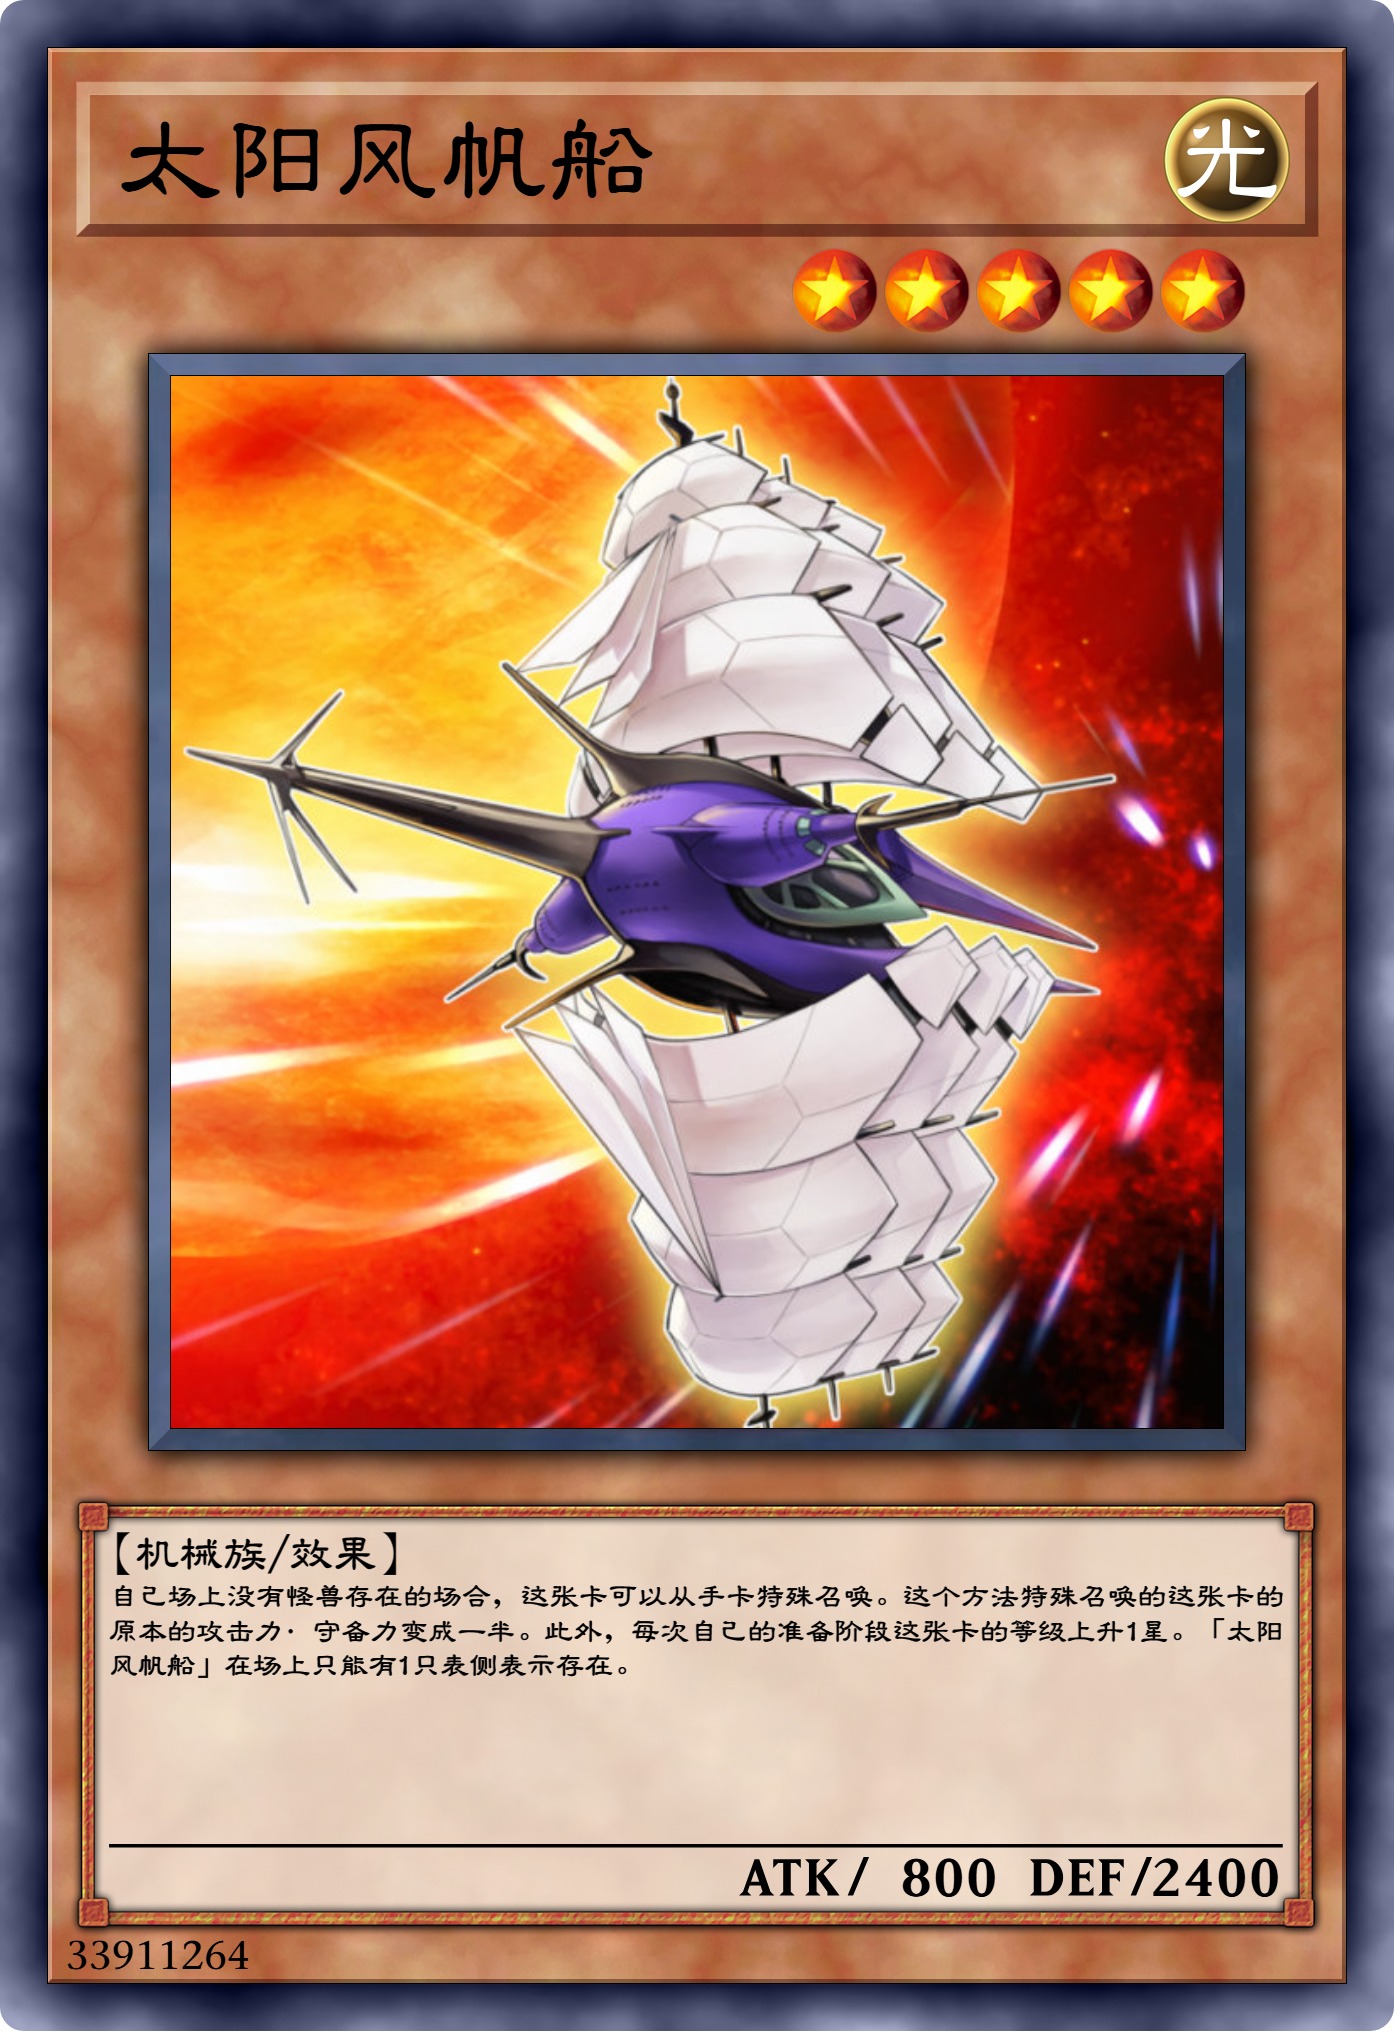 太阳风帆船
光
【机械族/效果】
自己场上没有怪兽存在的场合，这张卡可以从手卡特殊召唤。这个方法特殊召唤的这张卡的
原本的攻击力·守备力变成一半。此外，每次自己的准备阶段这张卡的等级上升1星。「太阳
风帆船」在场上只能有1只表侧表示存在。
ATK/ 800 DEF/2400
33911264